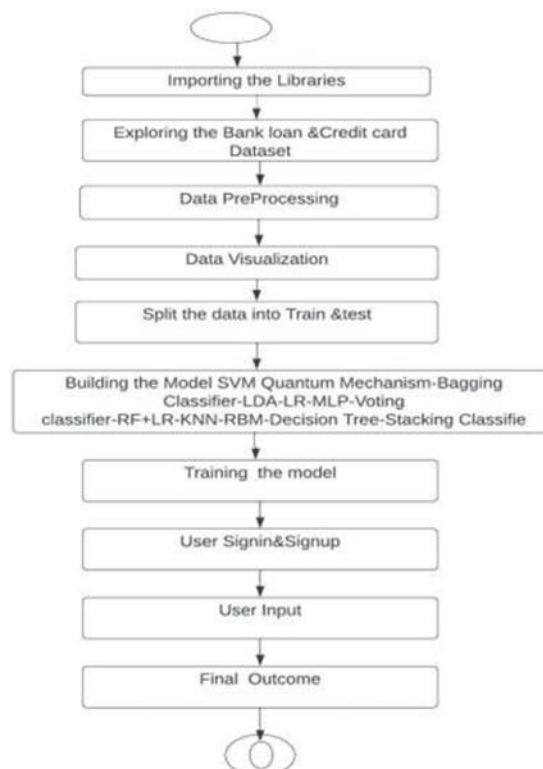 Importing the Libraries
Exploring the Bank loan &Credit card
Dataset
Data PreProcessing
Data Visualization
Split the data into Train &test
Building the Model SVM Quantum Mechanism-Bagging
Classifier-LDA-LR-MLP-Voting
classifier-RF+LR-KNN-RBM-Decision Tree-Stacking Classifie
Training the model
User Signin&Signup
User Input
Final Outcome